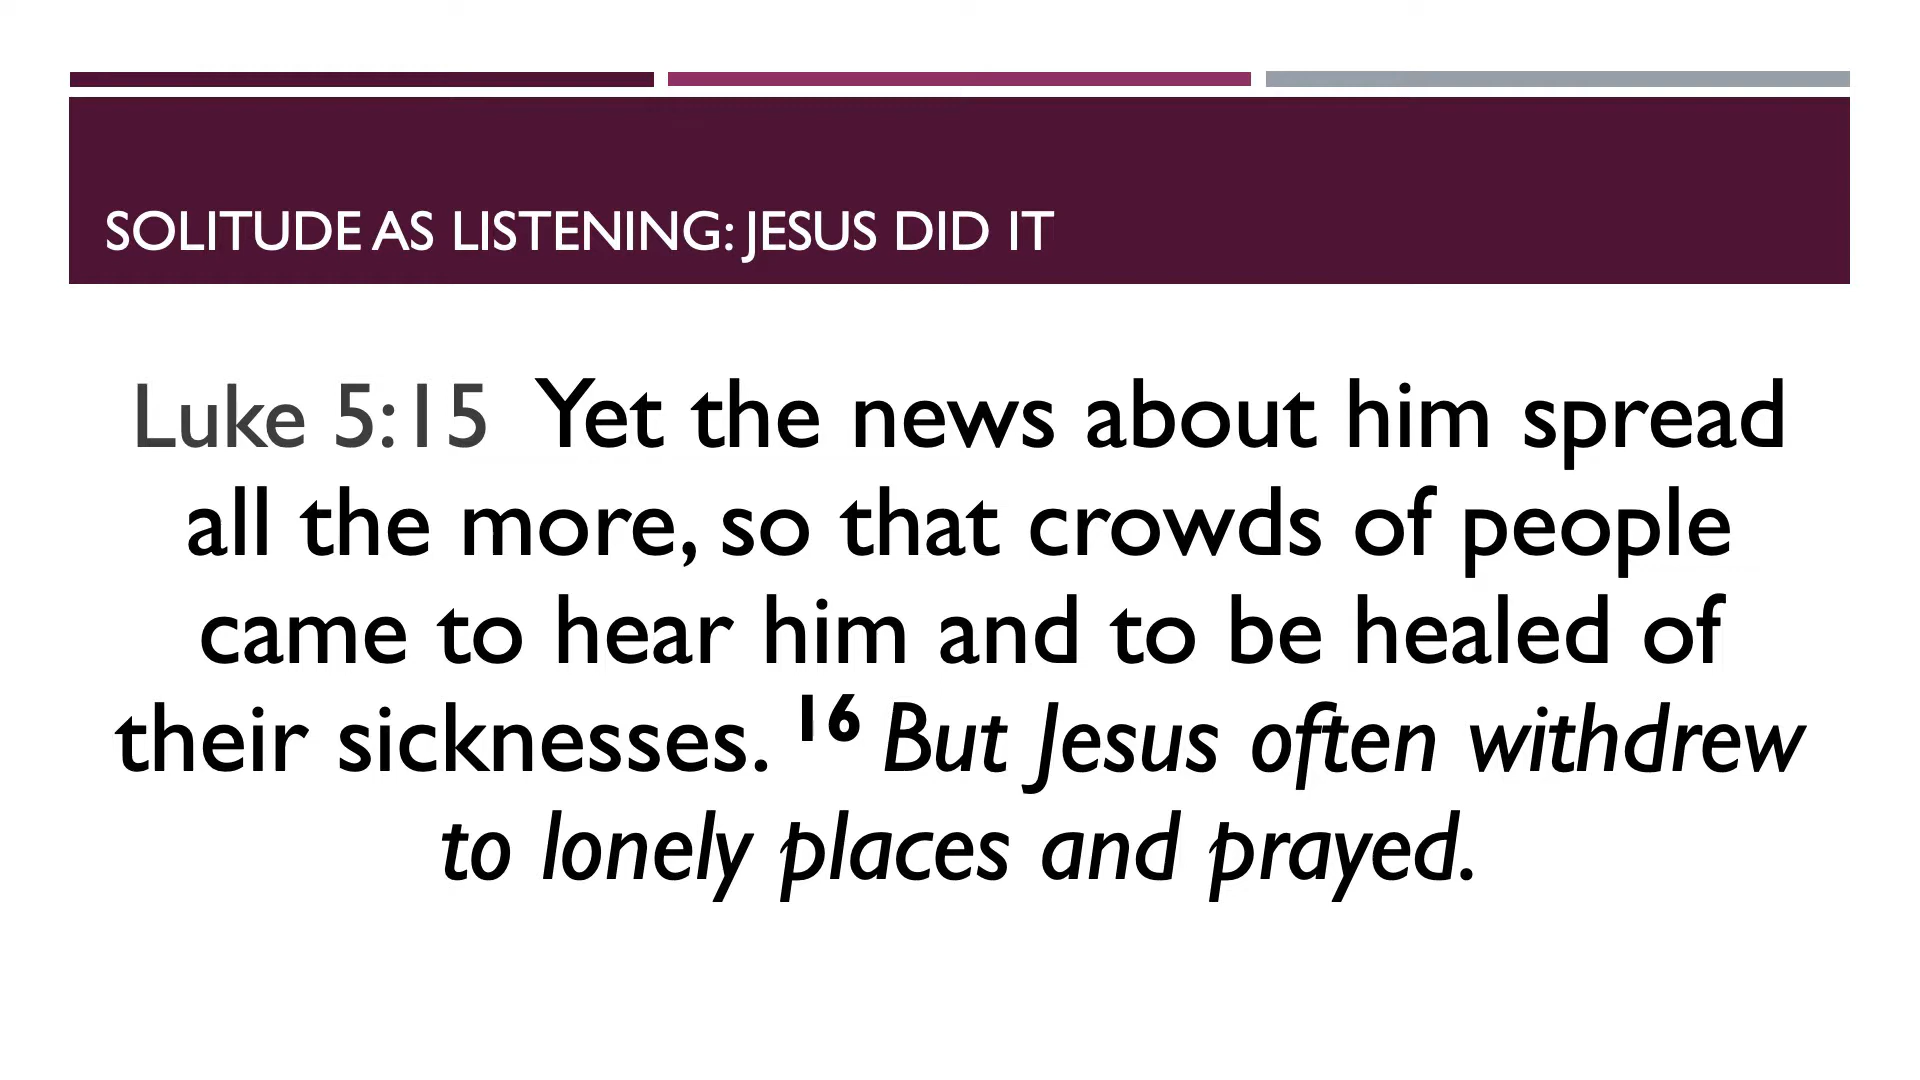 SOLITUDE AS LISTENING: JESUS DID IT
Luke 5:15  Yet the news about him spread
all the more, so that crowds of people
came to hear him and to be healed of
their sicknesses. 16 But Jesus often withdrew
to lonely places and prayed.